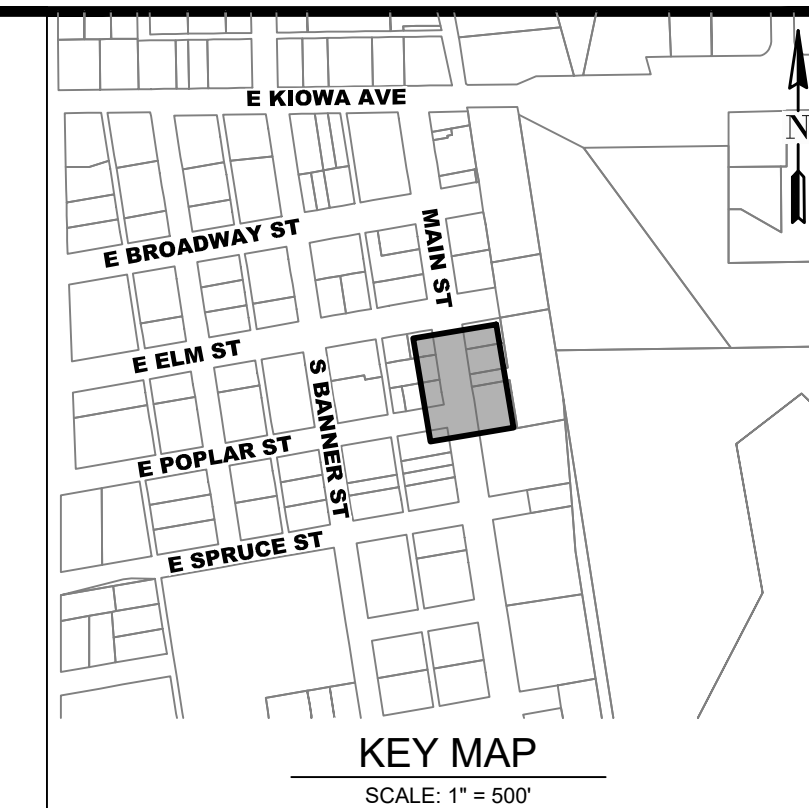 E KIOWA AVE
N
E BROADWAY ST
MAIN ST
E ELM ST
S BANNER ST
E POPLAR ST
E SPRUCE ST
KEY MAP
SCALE: 1" = 500'